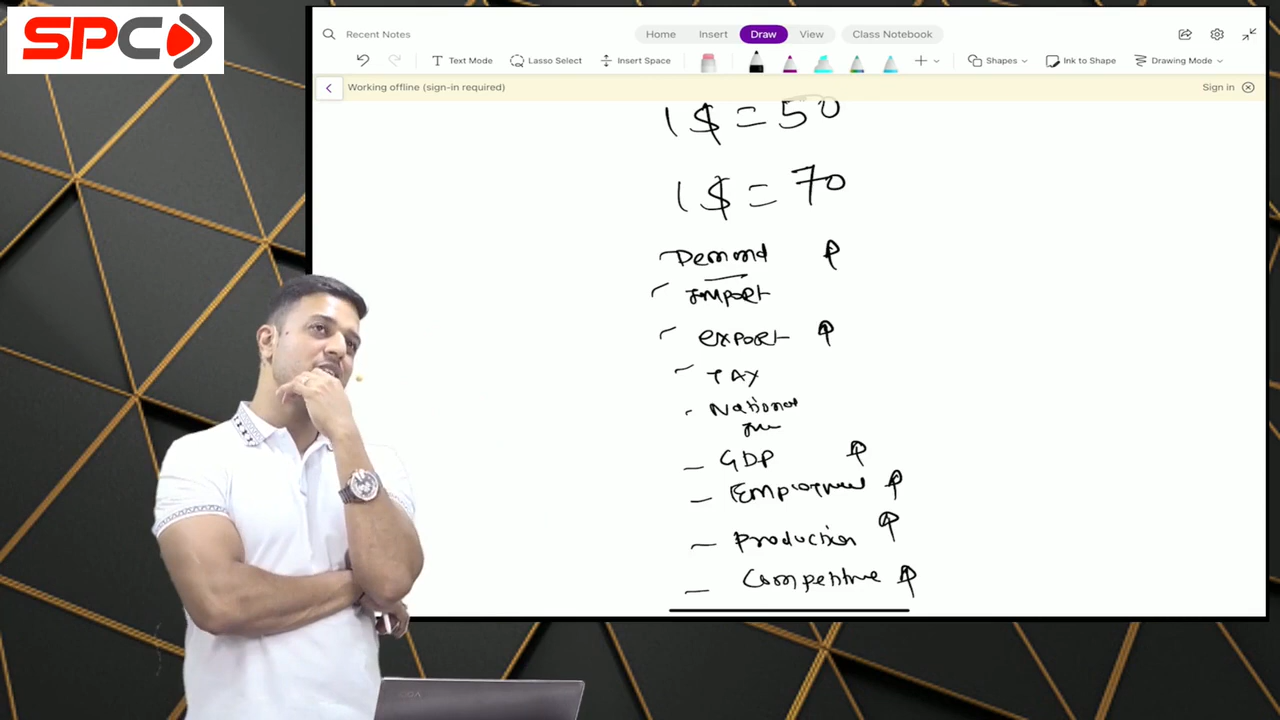 SPC
Recent Notes
Home Insert Draw View Class Notebook
Text Mode Lasso Select Insert Space Shapes Ink to Shape Drawing Mode
Working offline (sign-in required) Sign in
1$ = 50
1$ = 70
Demand
Import
export
TAX
National
GDP
Employment
production
Competitive